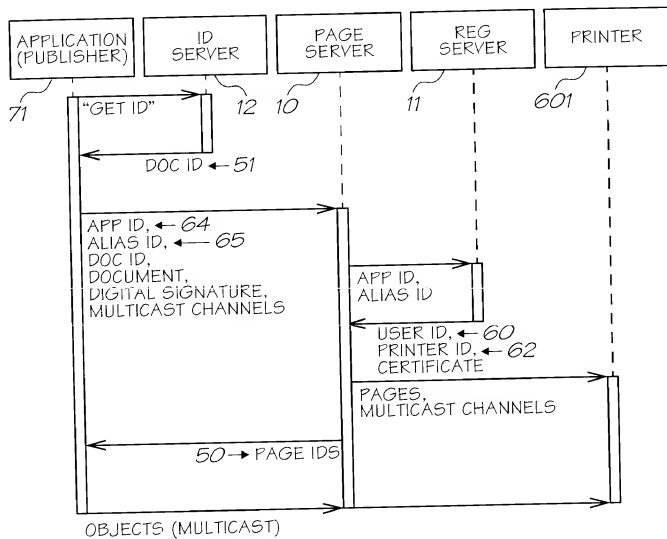 APPLICATION
(PUBLISHER)
ID
SERVER
PAGE
SERVER
REG
SERVER
PRINTER
71
12
10
11
601
"GET ID"
DOC ID 51
APP ID, 64
ALIAS ID, 65
DOC ID,
DOCUMENT,
DIGITAL SIGNATURE,
MULTICAST CHANNELS
APP ID,
ALIAS ID
USER ID, 60
PRINTER ID, 62
CERTIFICATE
PAGES,
MULTICAST CHANNELS
50 PAGE IDS
OBJECTS (MULTICAST)